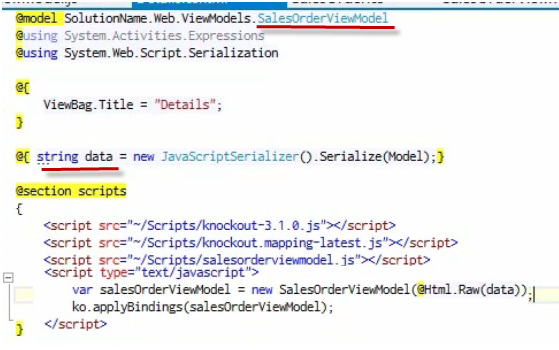 @model SolutionName.Web.ViewModels.SalesOrderViewModel
@using System.Activities.Expressions
@using System.Web.Script.Serialization
@{
ViewBag.Title = "Details";
}
@{ string data = new JavaScriptSerializer().Serialize(Model);}
@section scripts
{
<script src="~/Scripts/knockout-3.1.0.js"></script>
<script src="~/Scripts/knockout.mapping-latest.js"></script>
<script src="~/Scripts/salesorderviewmodel.js"></script>
<script type="text/javascript">
var salesOrderViewModel = new SalesOrderViewModel(@Html.Raw(data));
ko.applyBindings(salesOrderViewModel);
</script>
}